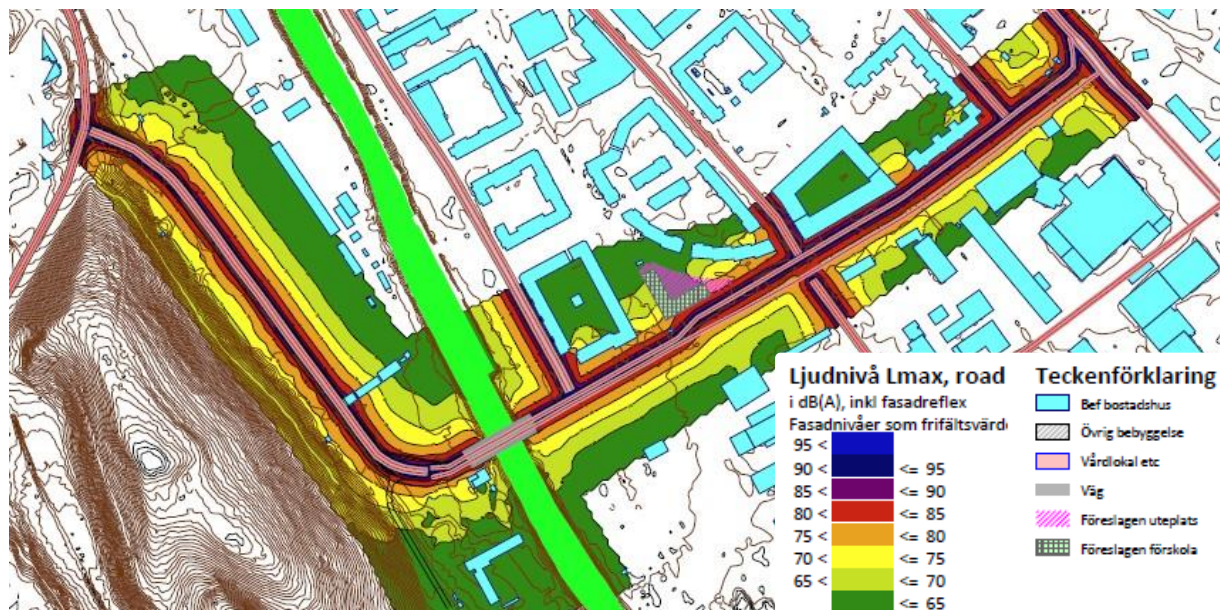 Ljudnivå Lmax, road
i dB(A), inkl fasadreflex
Fasadnivåer som frifältsvärd
95 <
90 < <= 95
85 < <= 90
80 < <= 85
75 < <= 80
70 < <= 75
65 < <= 70
<= 65
Teckenförklaring
Bef bostadshus
Övrig bebyggelse
Vårdlokal etc
Väg
Föreslagen uteplats
Föreslagen förskola